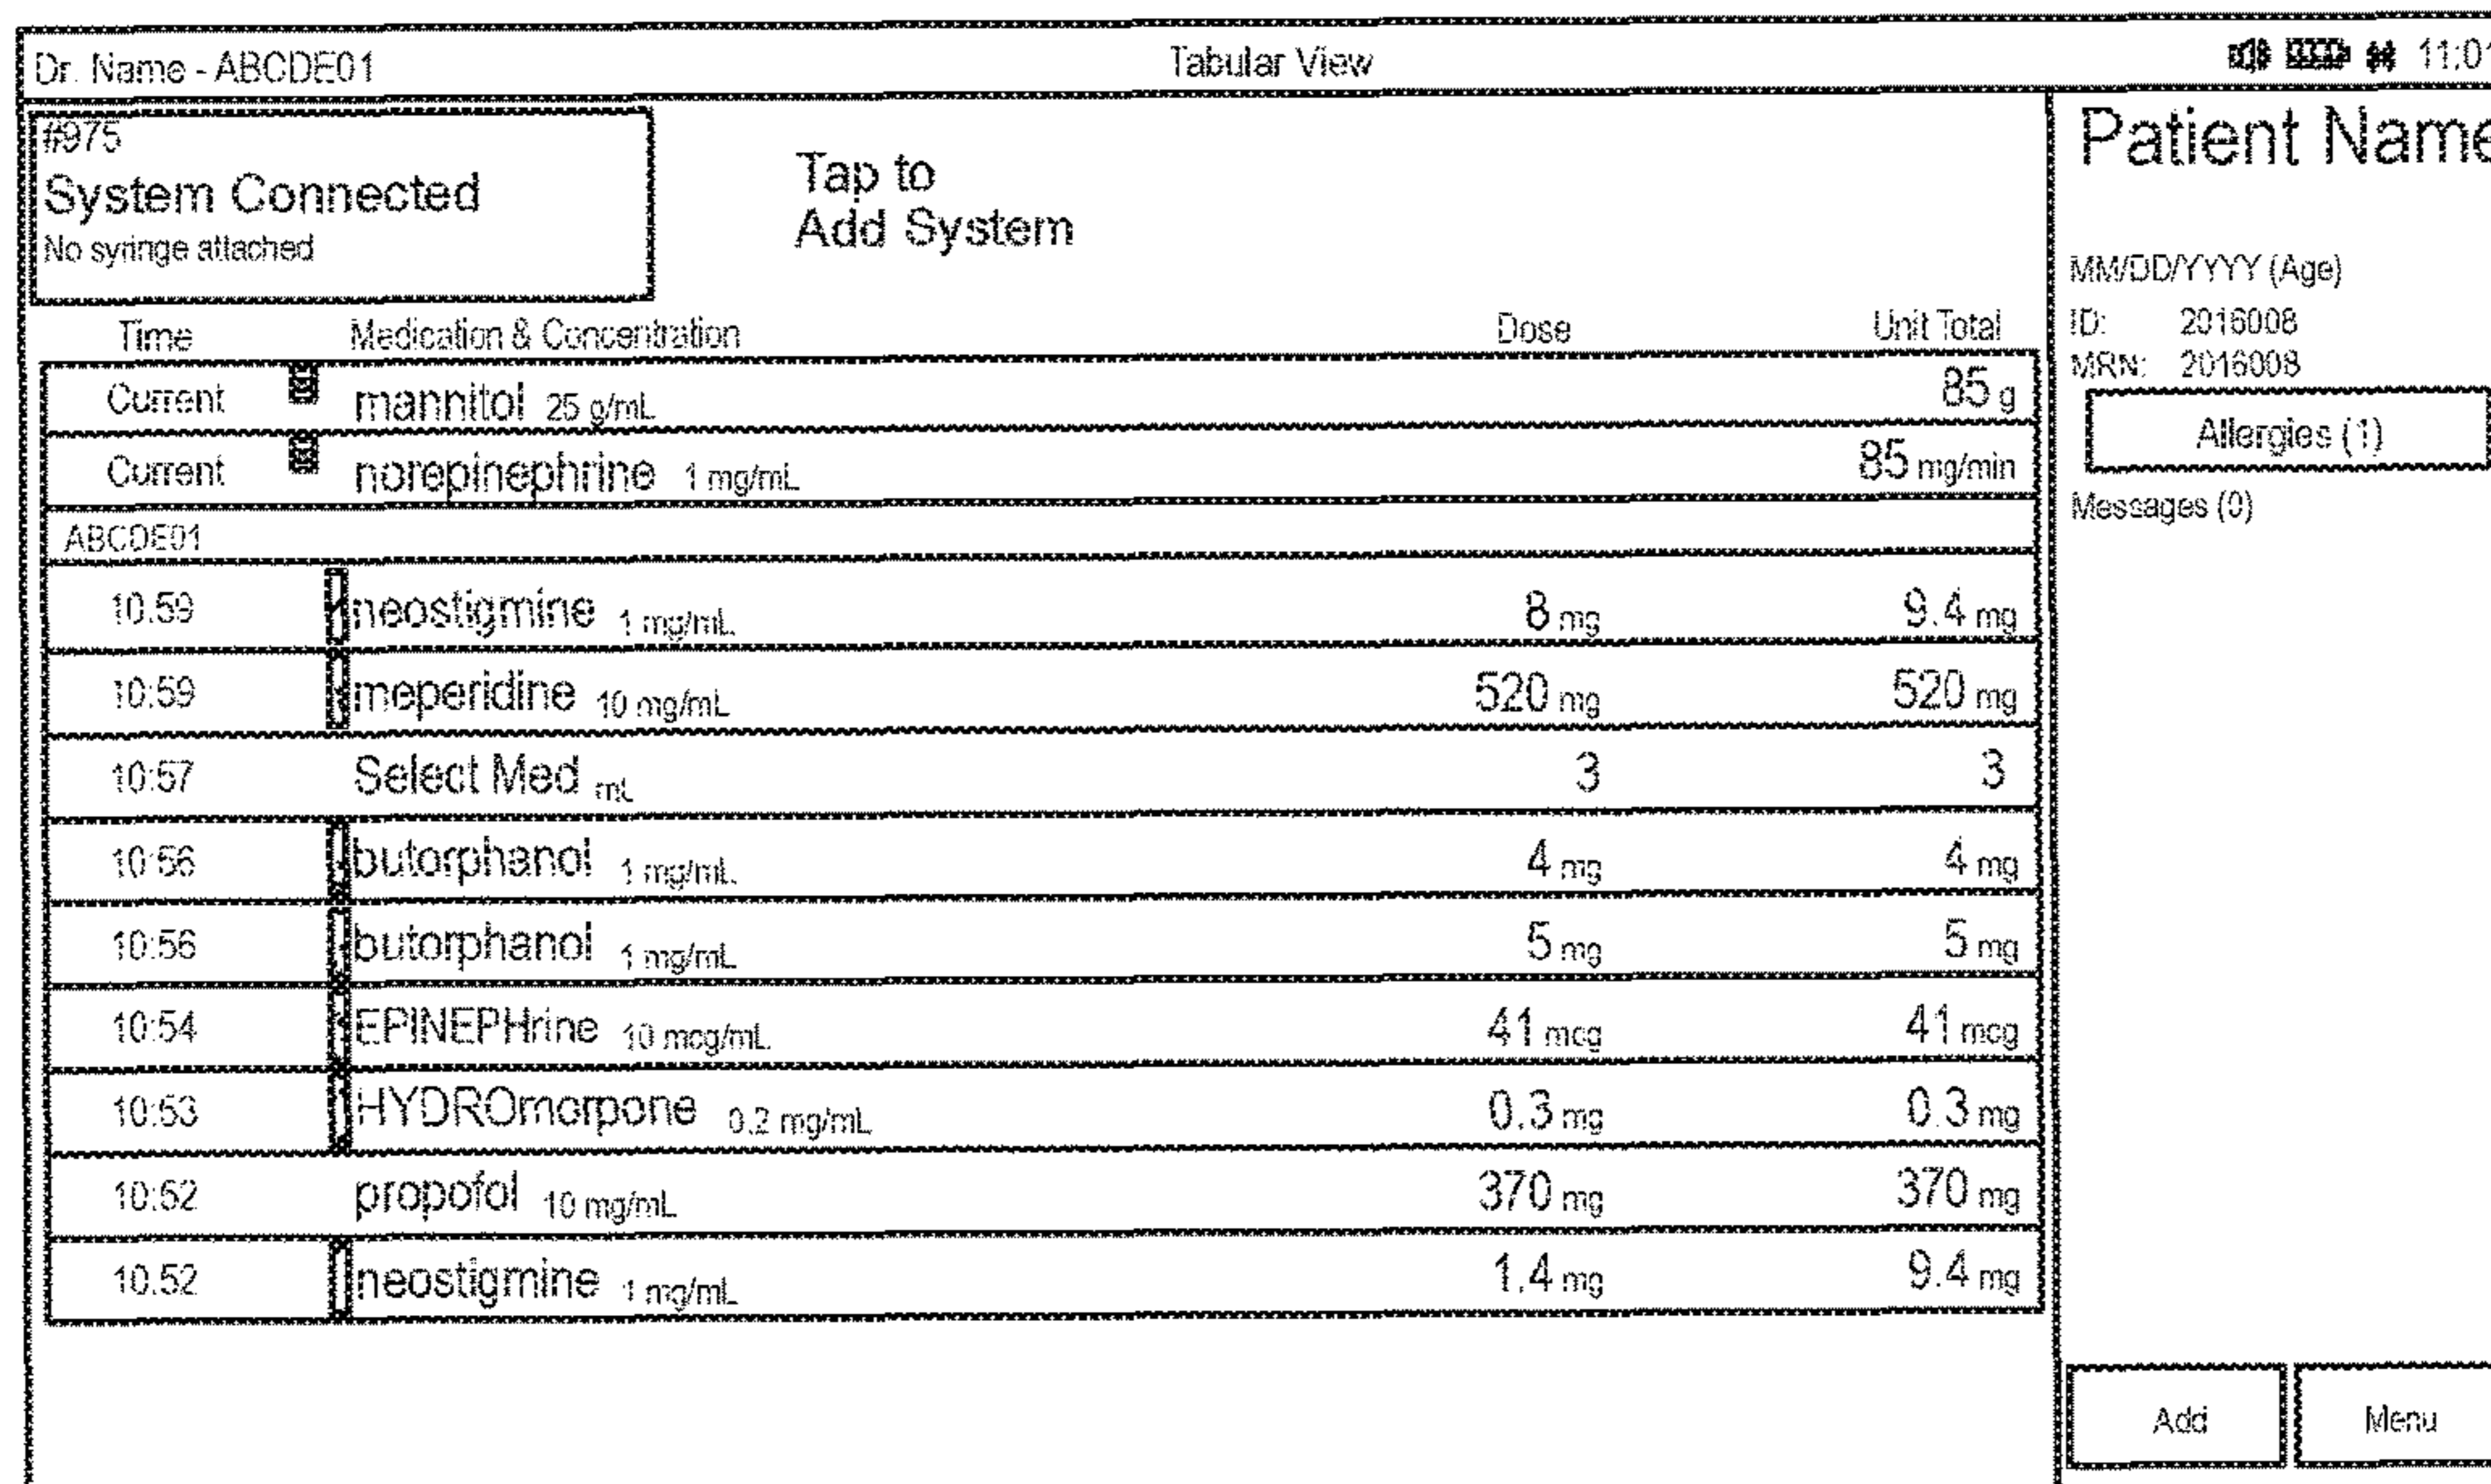 Dr. Name - ABCDE01 Tabular View 11:01
#975
System Connected
No syringe attached
Tap to
Add System
Time Medication & Concentration Dose Unit Total
Current mannitol 25 g/mL 85 g
Current norepinephrine 1 mg/mL 85 mg/min
ABCDE01
10:59 neostigmine 1 mg/mL 8 mg 9.4 mg
10:59 meperidine 10 mg/mL 520 mg 520 mg
10:57 Select Med mL 3 3
10:56 butorphanol 1 mg/mL 4 mg 4 mg
10:56 butorphanol 1 mg/mL 5 mg 5 mg
10:54 EPINEPHrine 10 mcg/mL 41 mcg 41 mcg
10:53 HYDROmorpone 0.2 mg/mL 0.3 mg 0.3 mg
10:52 propofol 10 mg/mL 370 mg 370 mg
10:52 neostigmine 1 mg/mL 1.4 mg 9.4 mg
Patient Name
MM/DD/YYYY (Age)
ID: 2016008
MRN: 2016008
Allergies (1)
Messages (0)
Add
Menu